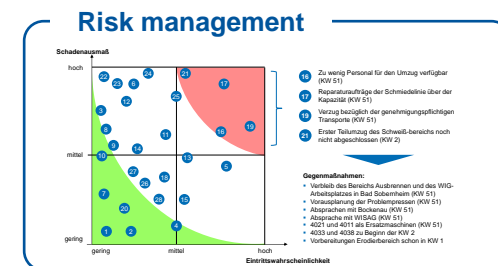 Risk management
Schadenausmaß
hoch
22
24
21
23
6
17
25
12
3
8
11
16
19
9
14
mittel
10
13
5
27
18
26
7
28
15
20
4
1
2
gering
gering
mittel
hoch
Eintrittswahrscheinlichkeit
16 Zu wenig Personal für den Umzug verfügbar
(KW 51)
17 Reparaturaufträge der Schmiedelinie über der
Kapazität (KW 51)
19 Verzug bezüglich der genehmigungspflichtigen
Transporte (KW 51)
21 Erster Teilumzug des Schweiß-bereichs noch
nicht abgeschlossen (KW 2)
Gegenmaßnahmen:
Verbleib des Bereichs Ausbrennen und des WIG-
Arbeitsplatzes in Bad Sobernheim (KW 51)
Vorausplanung der Problempressen (KW 51)
Absprachen mit Bockenau (KW 51)
Absprache mit WISAG (KW 51)
4021 und 4011 als Ersatzmaschinen (KW 51)
4033 und 4038 zu Beginn der KW 2
Vorbereitungen Erodierbereich schon in KW 1